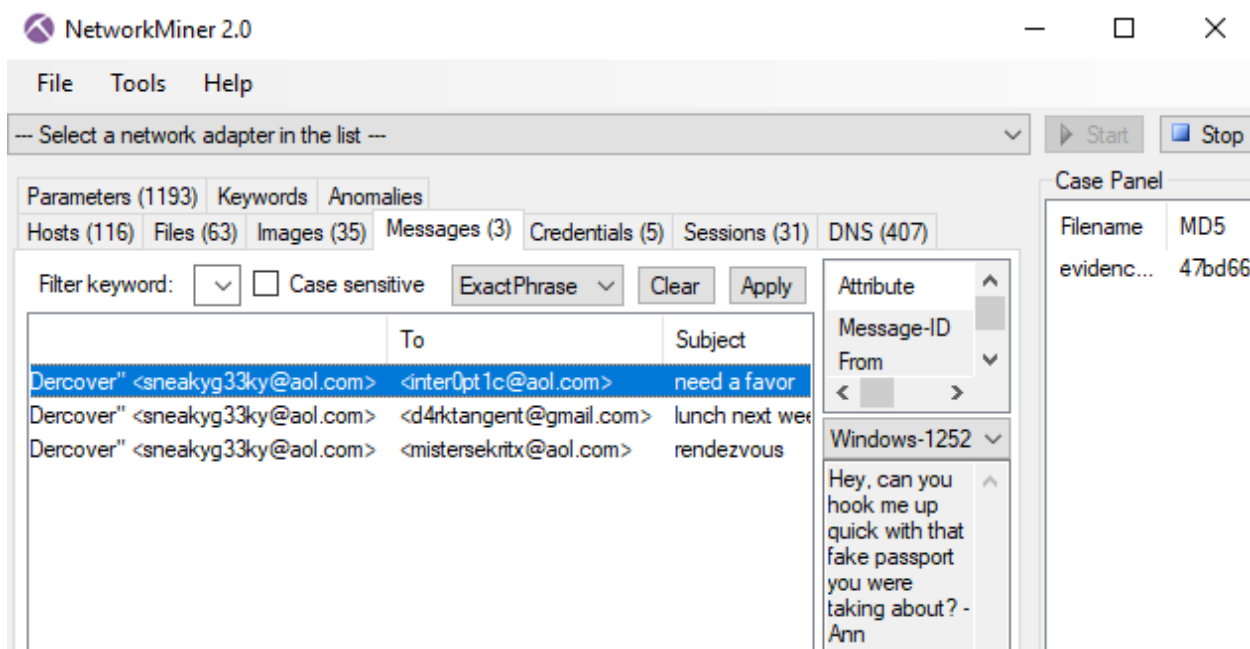 NetworkMiner 2.0
File Tools Help
--- Select a network adapter in the list ---
Start Stop
Parameters (1193) Keywords Anomalies
Hosts (116) Files (63) Images (35) Messages (3) Credentials (5) Sessions (31) DNS (407)
Case Panel
Filename MD5
evidenc... 47bd66
Filter keyword: Case sensitive ExactPhrase Clear Apply
To Subject
Dercover" <sneakyg33ky@aol.com> <inter0pt1c@aol.com> need a favor
Dercover" <sneakyg33ky@aol.com> <d4rktangent@gmail.com> lunch next wee
Dercover" <sneakyg33ky@aol.com> <mistersekritx@aol.com> rendezvous
Attribute
Message-ID
From
Windows-1252
Hey, can you
hook me up
quick with that
fake passport
you were
taking about? -
Ann